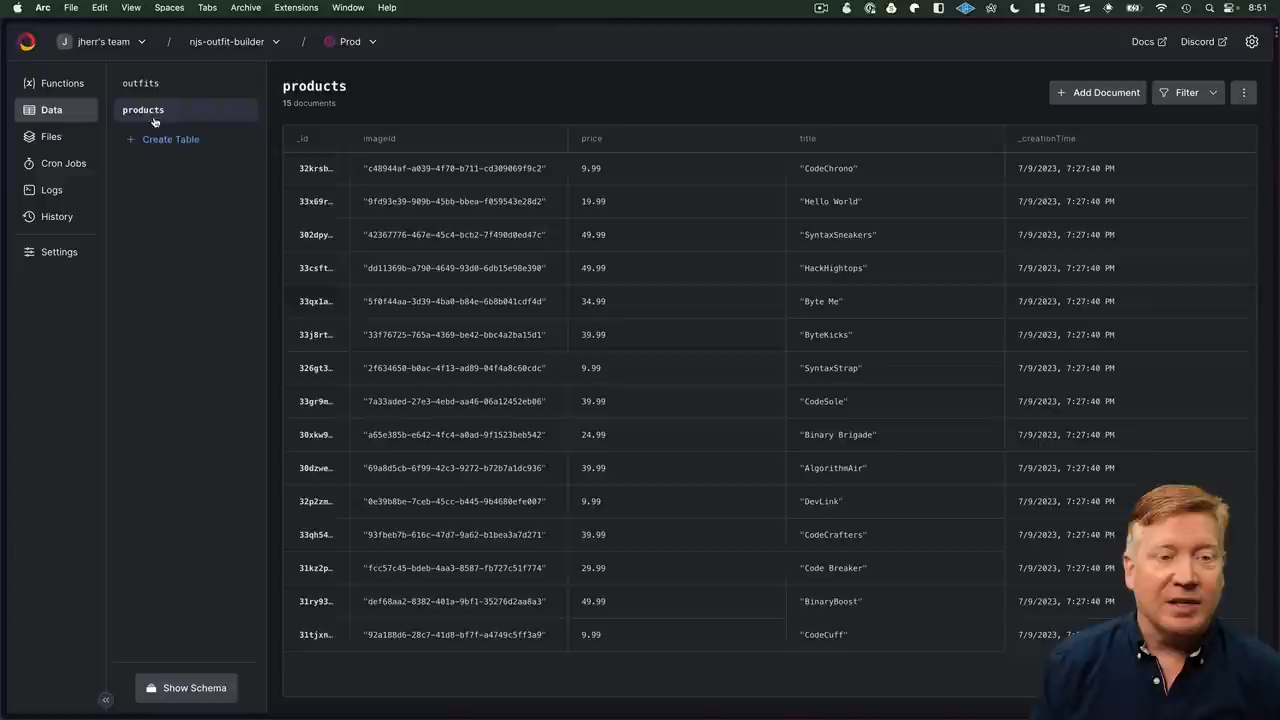 Arc File Edit View Spaces Tabs Archive Extensions Window Help 8:51
J jherr's team / njs-outfit-builder / Prod Docs Discord
Functions
Data
Files
Cron Jobs
Logs
History
Settings
outfits
products
+ Create Table
Show Schema
products
15 documents
+ Add Document Filter
_id imageId price title _creationTime
32krsb… "c48944af-a039-4f70-b711-cd309069f9c2" 9.99 "CodeChrono" 7/9/2023, 7:27:40 PM
33x69r… "9fd93e39-909b-45bb-bbea-f059543e28d2" 19.99 "Hello World" 7/9/2023, 7:27:40 PM
302dpy… "42367776-467e-45c4-bcb2-7f490d0ed47c" 49.99 "SyntaxSneakers" 7/9/2023, 7:27:40 PM
33csft… "dd11369b-a790-4649-93d0-6db15e98e390" 49.99 "HackHightops" 7/9/2023, 7:27:40 PM
33qx1a… "5f0f44aa-3d39-4ba0-b84e-6b8b041cdf4d" 34.99 "Byte Me" 7/9/2023, 7:27:40 PM
33j8rt… "33f76725-765a-4369-be42-bbc4a2ba15d1" 39.99 "ByteKicks" 7/9/2023, 7:27:40 PM
326gt3… "2f634650-b0ac-4f13-ad89-04f4a8c60cdc" 9.99 "SyntaxStrap" 7/9/2023, 7:27:40 PM
33gr9m… "7a33aded-27e3-4ebd-aa46-06a12452eb06" 39.99 "CodeSole" 7/9/2023, 7:27:40 PM
30xkw9… "a65e385b-e642-4fc4-a0ad-9f1523beb542" 24.99 "Binary Brigade" 7/9/2023, 7:27:40 PM
30dzwe… "69a8d5cb-6f99-42c3-9272-b72b7a1dc936" 39.99 "AlgorithmAir" 7/9/2023, 7:27:40 PM
32p2zm… "0e39b8be-7ceb-45cc-b445-9b4680efe007" 9.99 "DevLink" 7/9/2023, 7:27:40 PM
33qh54… "93fbeb7b-616c-47d7-9a62-b1bea3a7d271" 39.99 "CodeCrafters" 7/9/2023, 7:27:40 PM
31kz2p… "fcc57c45-bdeb-4aa3-8587-fb727c51f774" 29.99 "Code Breaker" 7/9/2023, 7:27:40 PM
31ry93… "def68aa2-8382-401a-9bf1-35276d2aa8a3" 49.99 "BinaryBoost" 7/9/2023, 7:27:40 PM
31tjxn… "92a188d6-28c7-41d8-bf7f-a4749c5ff3a9" 9.99 "CodeCuff"